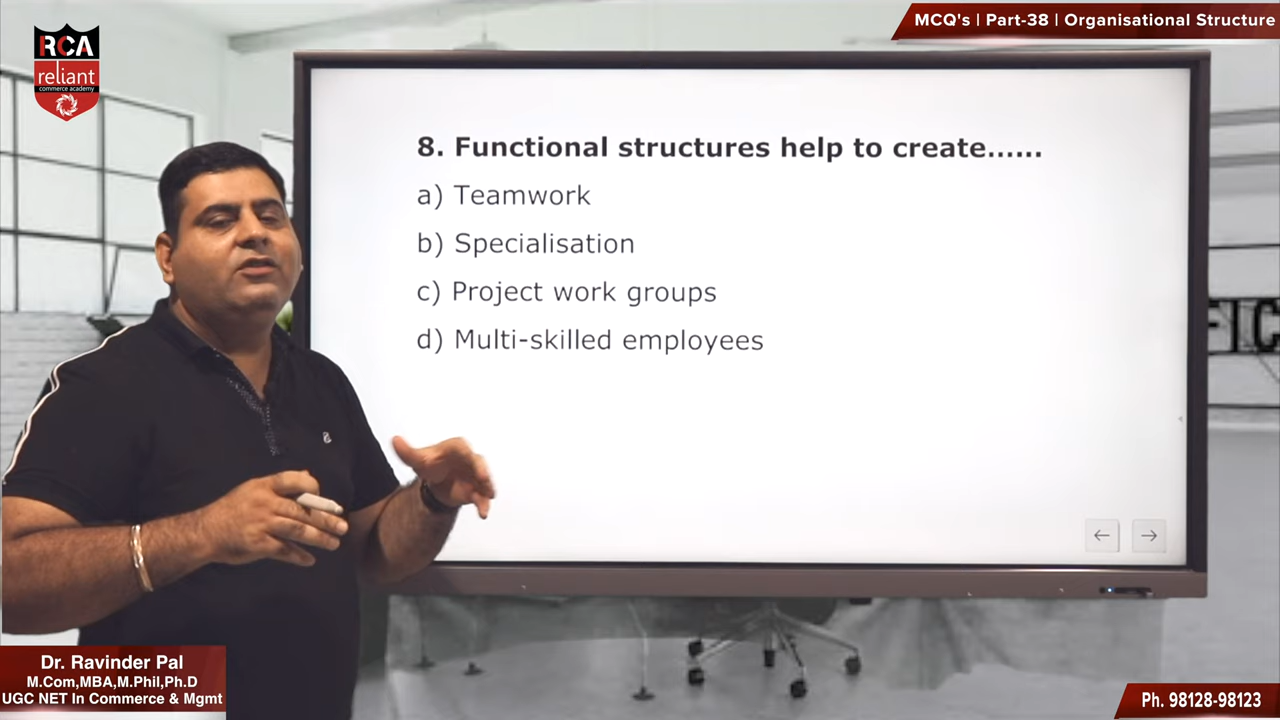 RCA
reliant
commerce academy
MCQ's | Part-38 | Organisational Structure
8. Functional structures help to create......
a) Teamwork
b) Specialisation
c) Project work groups
d) Multi-skilled employees
Dr. Ravinder Pal
M.Com,MBA,M.Phil,Ph.D
UGC NET In Commerce & Mgmt
Ph. 98128-98123